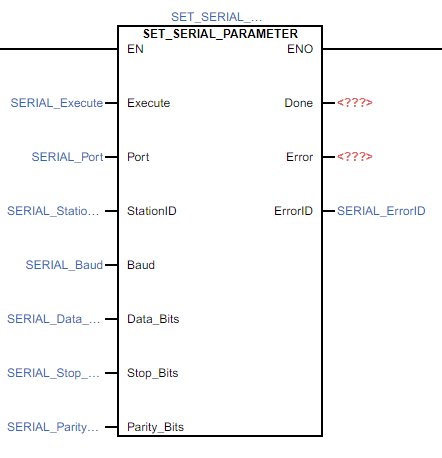 SET_SERIAL_...
SET_SERIAL_PARAMETER
EN ENO
SERIAL_Execute Execute Done <???>
SERIAL_Port Port Error <???>
SERIAL_Statio... StationID ErrorID SERIAL_ErrorID
SERIAL_Baud Baud
SERIAL_Data_... Data_Bits
SERIAL_Stop_... Stop_Bits
SERIAL_Parity... Parity_Bits